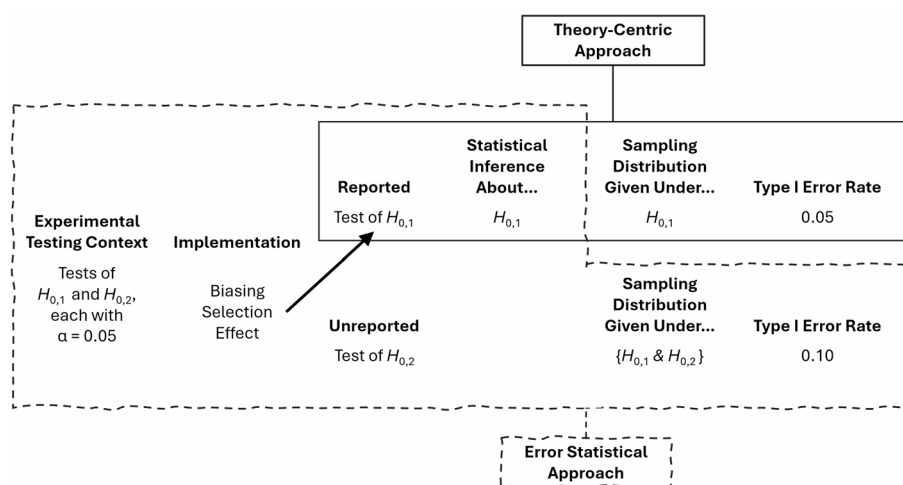 Theory-Centric
Approach
Statistical
Inference
About...
Sampling
Distribution
Given Under...
Reported
Type I Error Rate
Test of H0,1
H0,1
H0,1
0.05
Experimental
Testing Context
Implementation
Tests of
H0,1 and H0,2,
each with
α = 0.05
Biasing
Selection
Effect
Unreported
Test of H0,2
Sampling
Distribution
Given Under...
Type I Error Rate
{H0,1 & H0,2}
0.10
Error Statistical
Approach